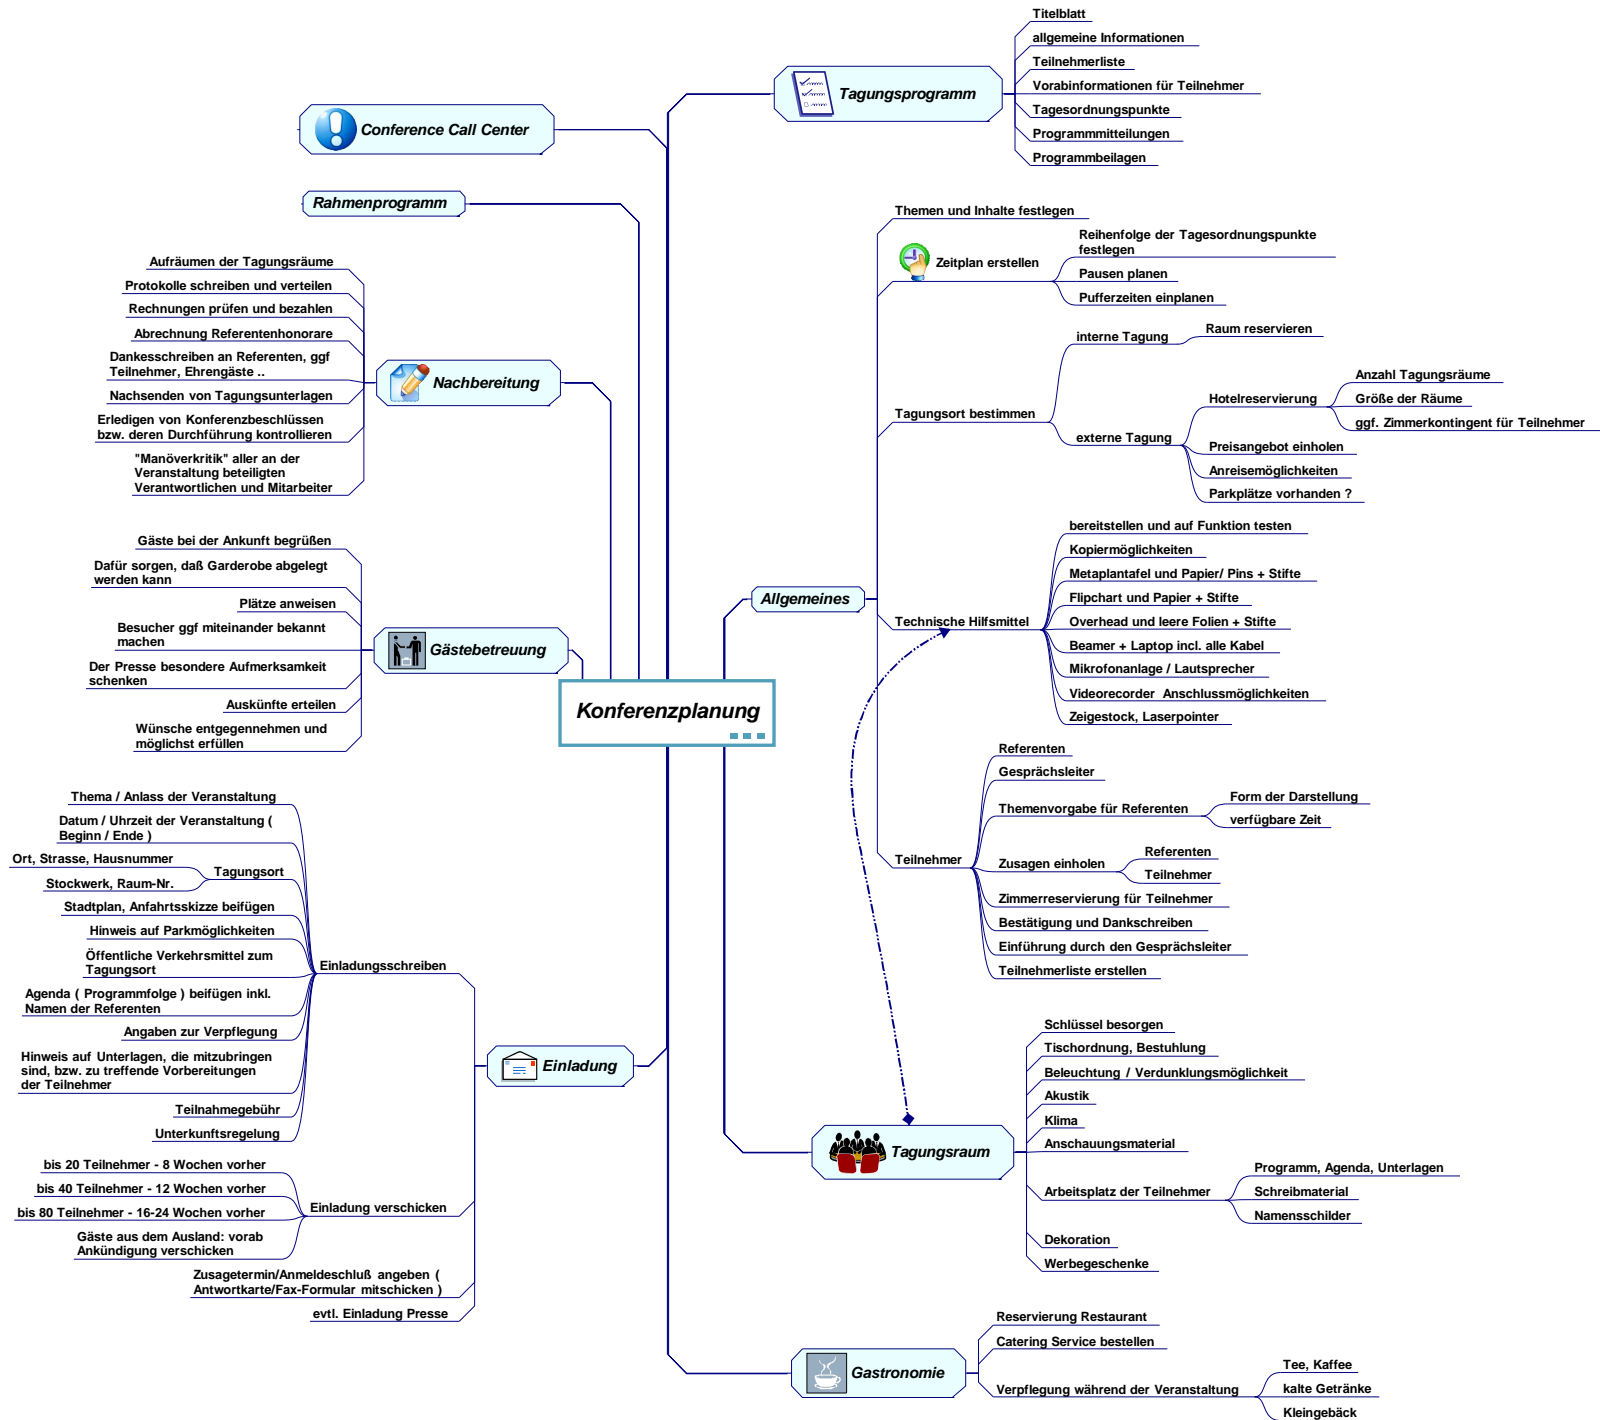 Konferenzplanung
Tagungsprogramm
Titelblatt
allgemeine Informationen
Teilnehmerliste
Vorabinformationen für Teilnehmer
Tagesordnungspunkte
Programmmitteilungen
Programmbeilagen
Allgemeines
Themen und Inhalte festlegen
Zeitplan erstellen
Reihenfolge der Tagesordnungspunkte
festlegen
Pausen planen
Pufferzeiten einplanen
Tagungsort bestimmen
interne Tagung
Raum reservieren
externe Tagung
Hotelreservierung
Anzahl Tagungsräume
Größe der Räume
ggf. Zimmerkontingent für Teilnehmer
Preisangebot einholen
Anreisemöglichkeiten
Parkplätze vorhanden ?
Technische Hilfsmittel
bereitstellen und auf Funktion testen
Kopiermöglichkeiten
Metaplantafel und Papier/ Pins + Stifte
Flipchart und Papier + Stifte
Overhead und leere Folien + Stifte
Beamer + Laptop incl. alle Kabel
Mikrofonanlage / Lautsprecher
Videorecorder Anschlussmöglichkeiten
Zeigestock, Laserpointer
Teilnehmer
Referenten
Gesprächsleiter
Themenvorgabe für Referenten
Form der Darstellung
verfügbare Zeit
Zusagen einholen
Referenten
Teilnehmer
Zimmerreservierung für Teilnehmer
Bestätigung und Dankschreiben
Einführung durch den Gesprächsleiter
Teilnehmerliste erstellen
Tagungsraum
Schlüssel besorgen
Tischordnung, Bestuhlung
Beleuchtung / Verdunklungsmöglichkeit
Akustik
Klima
Anschauungsmaterial
Arbeitsplatz der Teilnehmer
Programm, Agenda, Unterlagen
Schreibmaterial
Namensschilder
Dekoration
Werbegeschenke
Gastronomie
Reservierung Restaurant
Catering Service bestellen
Verpflegung während der Veranstaltung
Tee, Kaffee
kalte Getränke
Kleingebäck
Conference Call Center
Rahmenprogramm
Nachbereitung
Aufräumen der Tagungsräume
Protokolle schreiben und verteilen
Rechnungen prüfen und bezahlen
Abrechnung Referentenhonorare
Dankesschreiben an Referenten, ggf
Teilnehmer, Ehrengäste ..
Nachsenden von Tagungsunterlagen
Erledigen von Konferenzbeschlüssen
bzw. deren Durchführung kontrollieren
"Manöverkritik" aller an der
Veranstaltung beteiligten
Verantwortlichen und Mitarbeiter
Gästebetreuung
Gäste bei der Ankunft begrüßen
Dafür sorgen, daß Garderobe abgelegt
werden kann
Plätze anweisen
Besucher ggf miteinander bekannt
machen
Der Presse besondere Aufmerksamkeit
schenken
Auskünfte erteilen
Wünsche entgegennehmen und
möglichst erfüllen
Einladung
Einladungsschreiben
Thema / Anlass der Veranstaltung
Datum / Uhrzeit der Veranstaltung (
Beginn / Ende )
Tagungsort
Ort, Strasse, Hausnummer
Stockwerk, Raum-Nr.
Stadtplan, Anfahrtsskizze beifügen
Hinweis auf Parkmöglichkeiten
Öffentliche Verkehrsmittel zum
Tagungsort
Agenda ( Programmfolge ) beifügen inkl.
Namen der Referenten
Angaben zur Verpflegung
Hinweis auf Unterlagen, die mitzubringen
sind, bzw. zu treffende Vorbereitungen
der Teilnehmer
Teilnahmegebühr
Unterkunftsregelung
Einladung verschicken
bis 20 Teilnehmer - 8 Wochen vorher
bis 40 Teilnehmer - 12 Wochen vorher
bis 80 Teilnehmer - 16-24 Wochen vorher
Gäste aus dem Ausland: vorab
Ankündigung verschicken
Zusagetermin/Anmeldeschluß angeben (
Antwortkarte/Fax-Formular mitschicken )
evtl. Einladung Presse